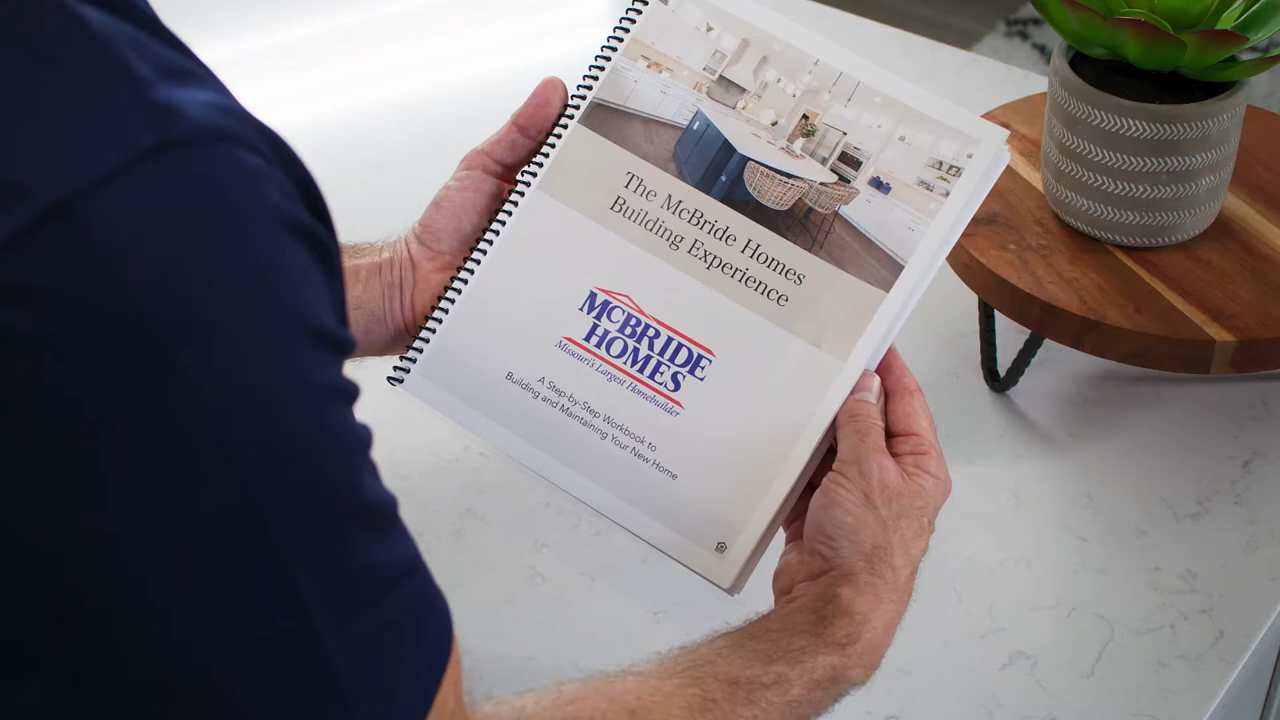 The McBride Homes
Building Experience
McBRIDE
HOMES
Missouri's Largest Homebuilder
A Step-by-Step Workbook to
Building and Maintaining Your New Home